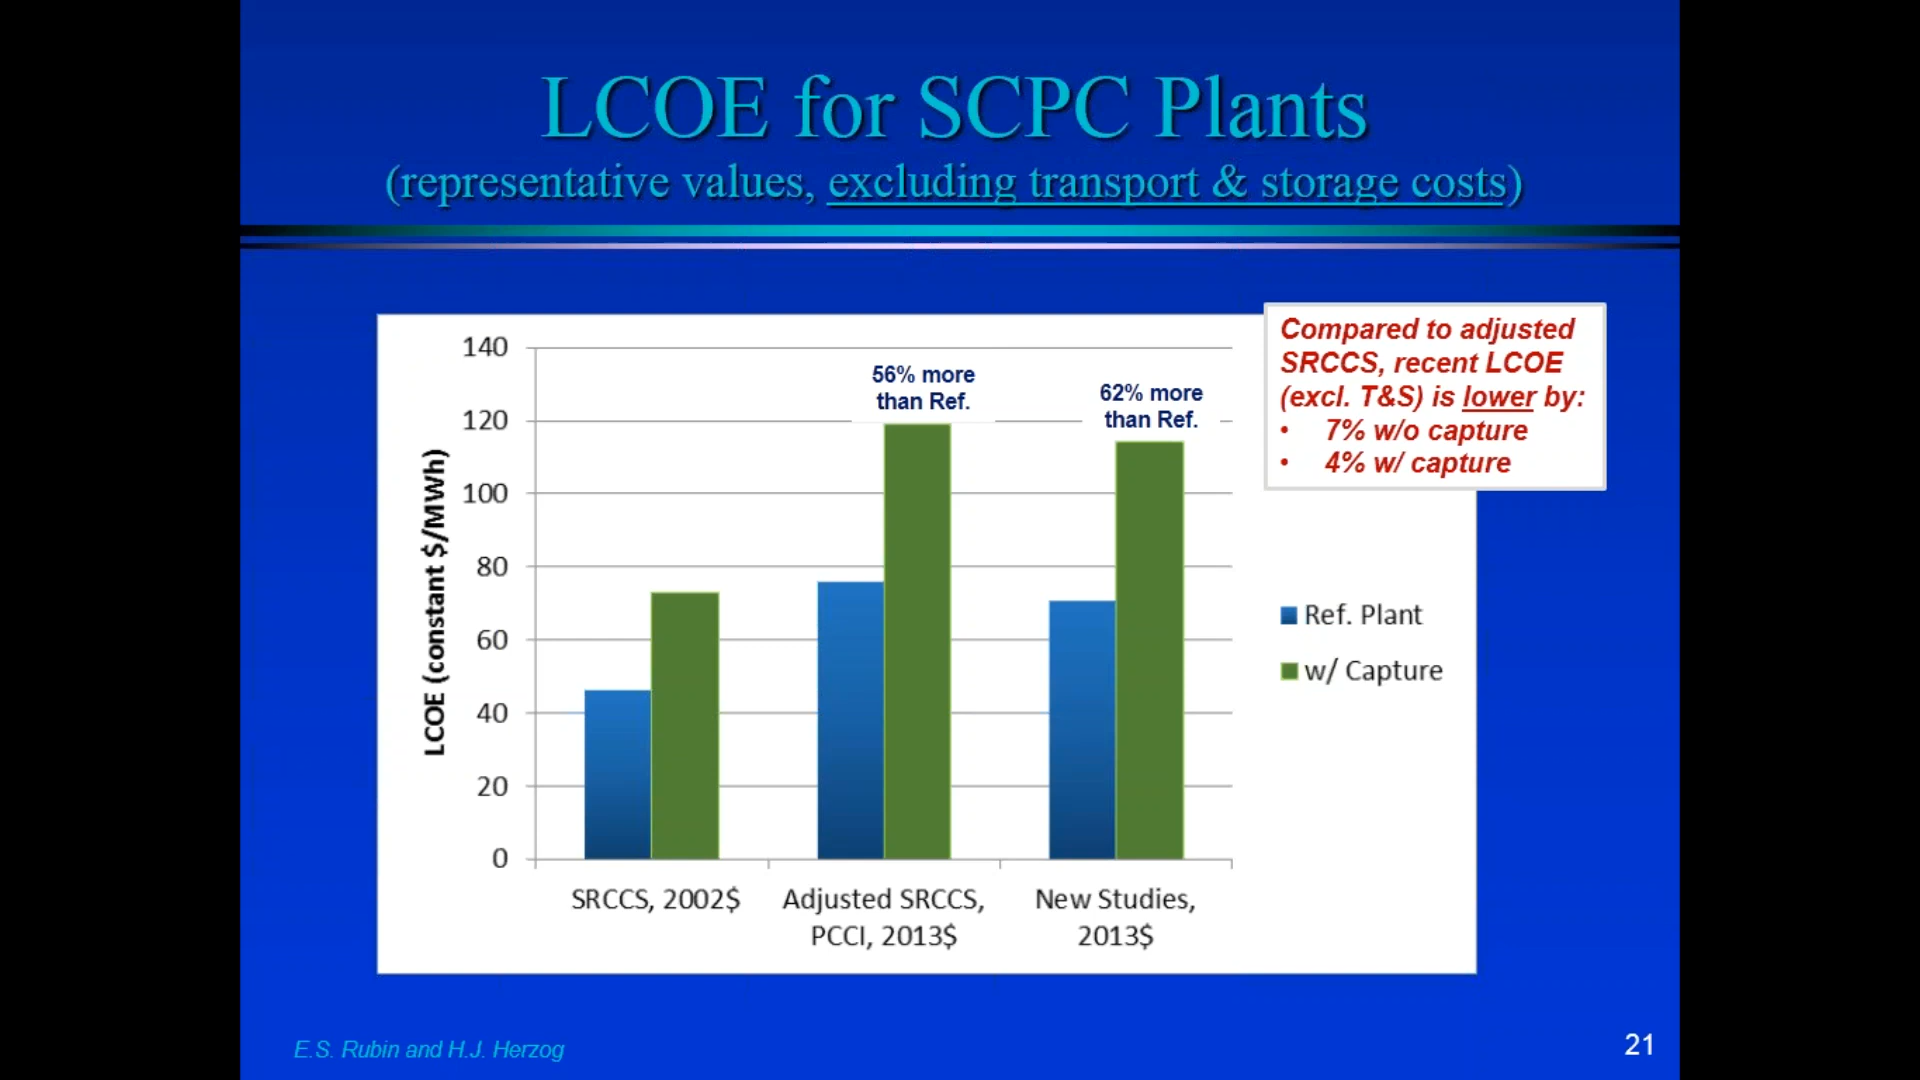 LCOE for SCPC Plants
(representative values, excluding transport & storage costs)
Compared to adjusted
SRCCS, recent LCOE
(excl. T&S) is lower by:
• 7% w/o capture
• 4% w/ capture
LCOE (constant $/MWh)
140
120
100
80
60
40
20
0
56% more
than Ref.
62% more
than Ref.
Ref. Plant
w/ Capture
SRCCS, 2002$
Adjusted SRCCS,
PCCI, 2013$
New Studies,
2013$
E.S. Rubin and H.J. Herzog
21